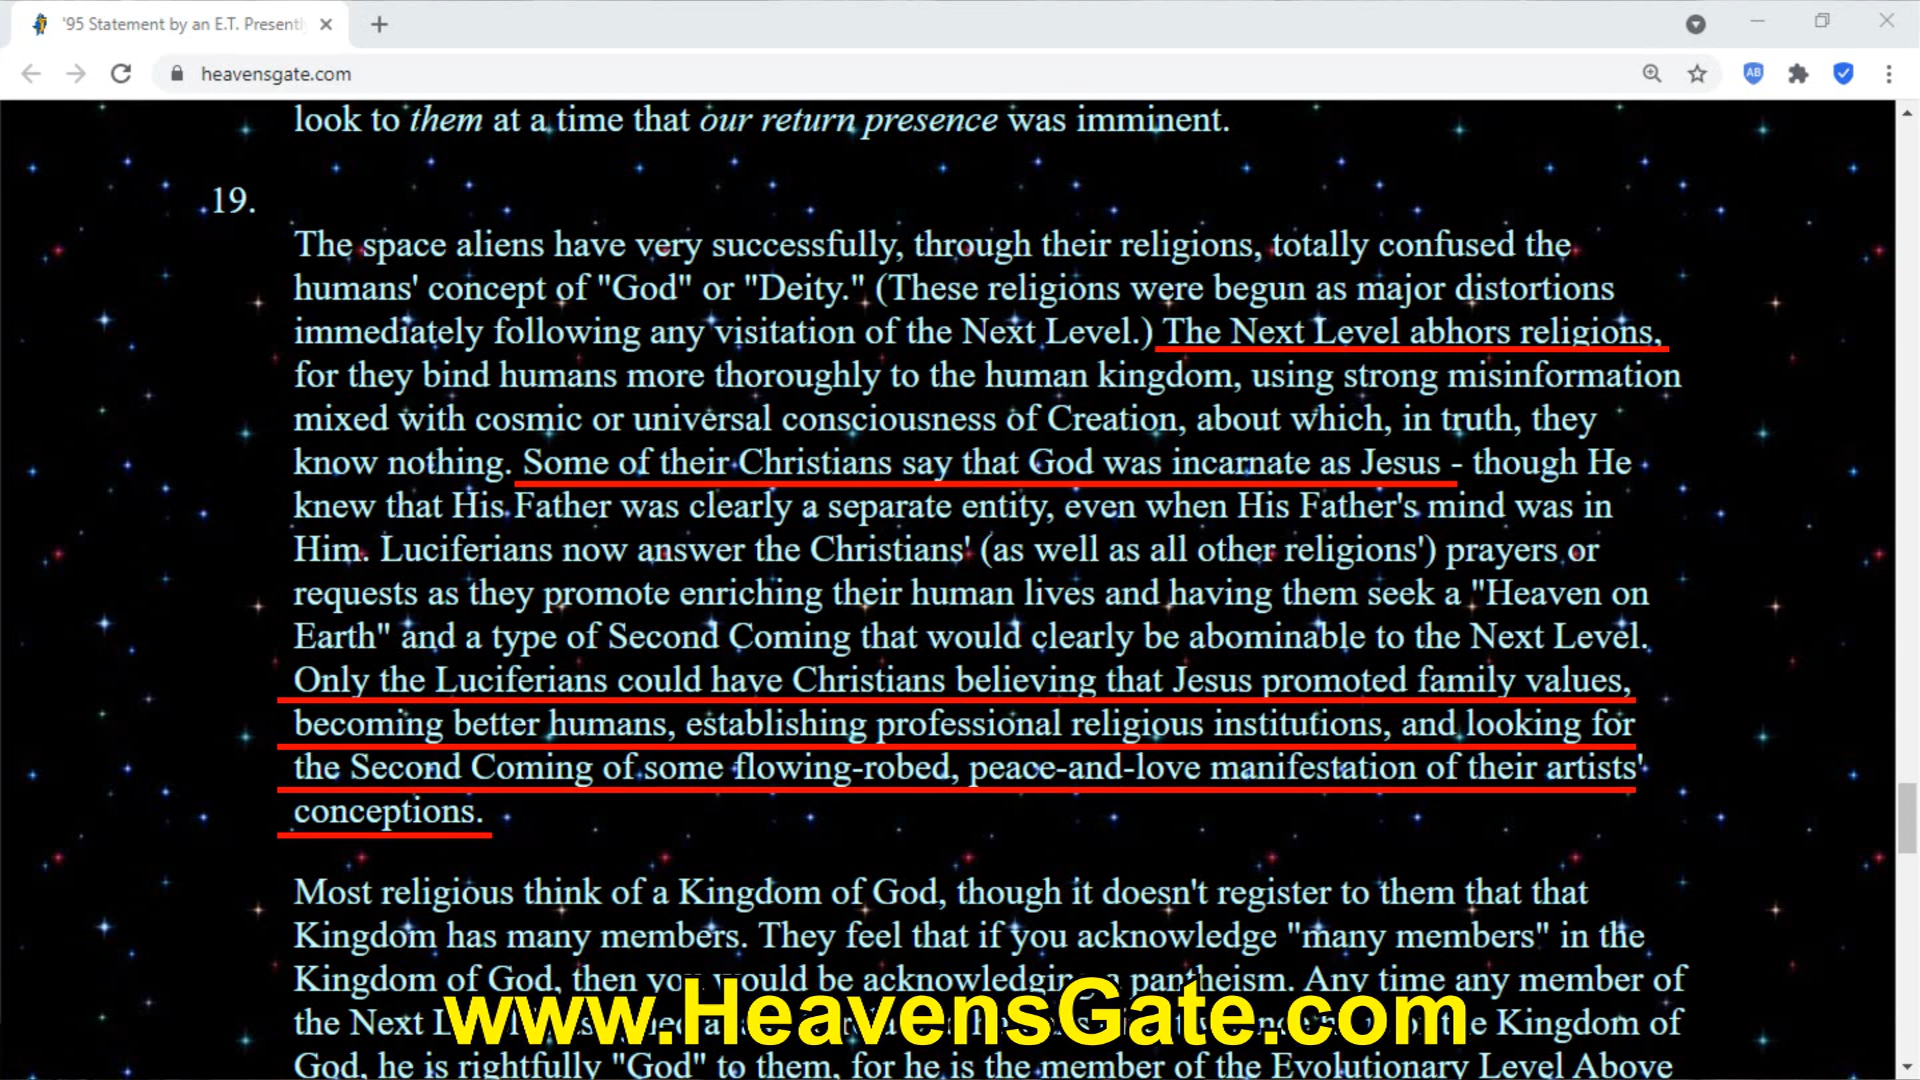 '95 Statement by an E.T. Presentl
heavensgate.com
AB
look to them at a time that our return presence was imminent.
19.
The space aliens have very successfully, through their religions, totally confused the
humans' concept of "God" or "Deity." (These religions were begun as major distortions
immediately following any visitation of the Next Level.) The Next Level abhors religions,
for they bind humans more thoroughly to the human kingdom, using strong misinformation
mixed with cosmic or universal consciousness of Creation, about which, in truth, they
know nothing. Some of their Christians say that God was incarnate as Jesus - though He
knew that His Father was clearly a separate entity, even when His Father's mind was in
Him. Luciferians now answer the Christians' (as well as all other religions') prayers or
requests as they promote enriching their human lives and having them seek a "Heaven on
Earth" and a type of Second Coming that would clearly be abominable to the Next Level.
Only the Luciferians could have Christians believing that Jesus promoted family values,
becoming better humans, establishing professional religious institutions, and looking for
the Second Coming of some flowing-robed, peace-and-love manifestation of their artists'
conceptions.
Most religious think of a Kingdom of God, though it doesn't register to them that that
Kingdom has many members. They feel that if you acknowledge "many members" in the
Kingdom of God, then you would be acknowledging a pantheism. Any time any member of
the Next Kingdom of
www.HeavensGate.com
God, he is rightfully "God" to them, for he is the member of the Evolutionary Level Above